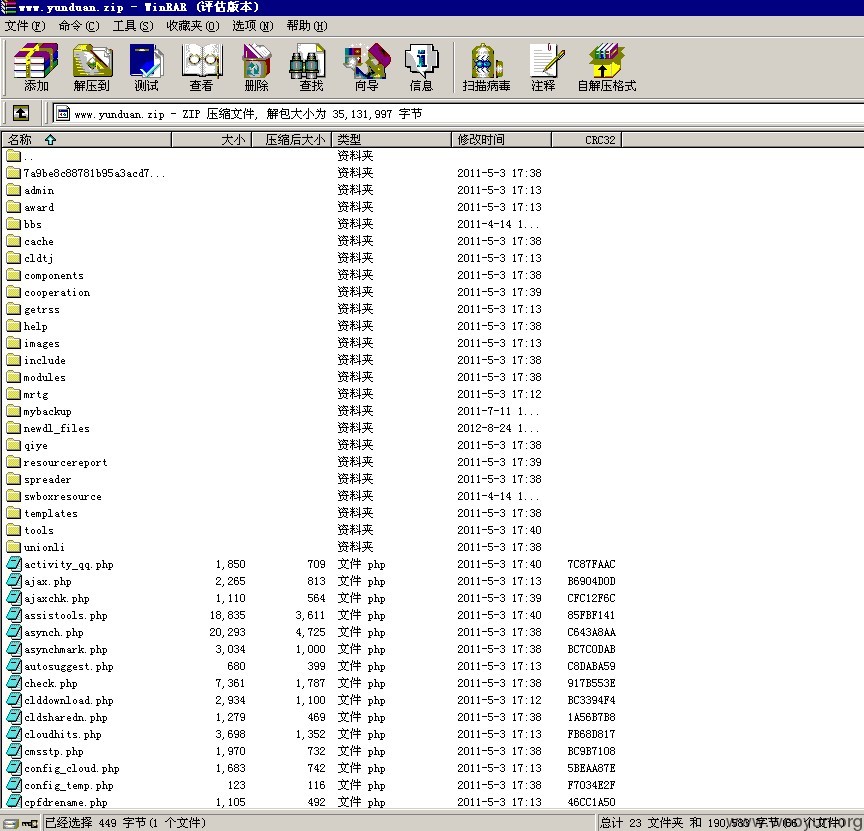 www.yunduan.zip - WinRAR (评估版本)
文件(F) 命令(C) 工具(S) 收藏夹(O) 选项(N) 帮助(H)
添加 解压到 测试 查看 删除 查找 向导 信息 扫描病毒 注释 自解压格式
www.yunduan.zip - ZIP 压缩文件, 解包大小为 35,131,997 字节
名称 大小 压缩后大小 类型 修改时间 CRC32
.. 资料夹
7a9be8c88781b95a3acd7... 资料夹 2011-5-3 17:38
admin 资料夹 2011-5-3 17:13
award 资料夹 2011-5-3 17:13
bbs 资料夹 2011-4-14 1...
cache 资料夹 2011-5-3 17:38
cldtj 资料夹 2011-5-3 17:13
components 资料夹 2011-5-3 17:38
cooperation 资料夹 2011-5-3 17:39
getrss 资料夹 2011-5-3 17:13
help 资料夹 2011-5-3 17:38
images 资料夹 2011-5-3 17:13
include 资料夹 2011-5-3 17:38
modules 资料夹 2011-5-3 17:38
mrtg 资料夹 2011-5-3 17:12
mybackup 资料夹 2011-7-11 1...
newdl_files 资料夹 2012-8-24 1...
qiye 资料夹 2011-5-3 17:38
resourcereport 资料夹 2011-5-3 17:39
spreader 资料夹 2011-5-3 17:38
swboxresource 资料夹 2011-4-14 1...
templates 资料夹 2011-5-3 17:38
tools 资料夹 2011-5-3 17:40
unionli 资料夹 2011-5-3 17:38
activity_qq.php 1,850 709 文件 php 2011-5-3 17:40 7C87FAAC
ajax.php 2,265 813 文件 php 2011-5-3 17:13 B6904D0D
ajaxchk.php 1,110 564 文件 php 2011-5-3 17:39 CFC12F6C
assistools.php 18,835 3,611 文件 php 2011-5-3 17:40 85FBF141
asynch.php 20,293 4,725 文件 php 2011-5-3 17:38 C643A8AA
asynchmark.php 3,034 1,000 文件 php 2011-5-3 17:38 BC7C0DAB
autosuggest.php 680 399 文件 php 2011-5-3 17:13 C8DABA59
check.php 7,361 1,787 文件 php 2011-5-3 17:38 917B553E
clddownload.php 2,934 1,100 文件 php 2011-5-3 17:12 BC3394F4
cldsharedn.php 1,279 469 文件 php 2011-5-3 17:38 1A56B7B8
cloudhits.php 3,698 1,352 文件 php 2011-5-3 17:13 FB68D817
cmsstp.php 1,970 732 文件 php 2011-5-3 17:38 BC9B7108
config_cloud.php 1,683 742 文件 php 2011-5-3 17:13 5BEAA87E
config_temp.php 123 116 文件 php 2011-5-3 17:38 F7034E2F
cpfdrename.php 1,105 492 文件 php 2011-5-3 17:13 46CC1A50
已经选择 449 字节(1 个文件) 总计 23 文件夹 和 190,583 字节(66 个文件)
www.wooyun.org